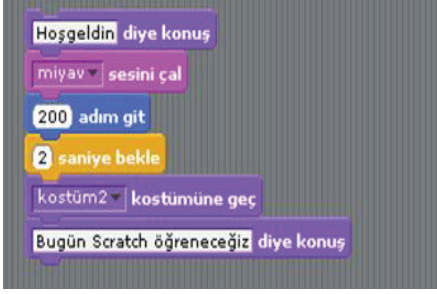 Hoşgeldin diye konuş
miyav sesini çal
200 adım git
2 saniye bekle
kostüm2 kostümüne geç
Bugün Scratch öğreneceğiz diye konuş